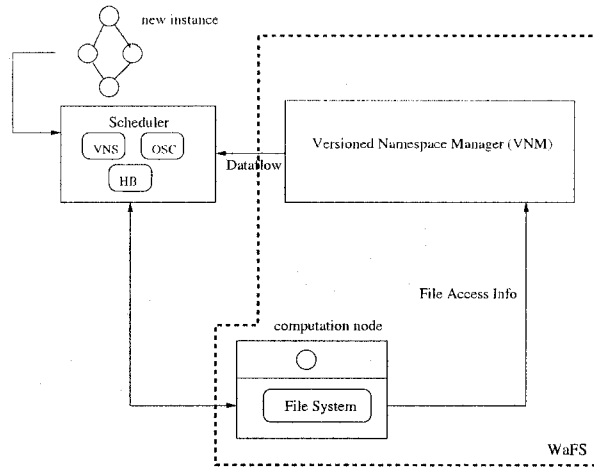 new instance
Scheduler
VNS
OSC
HB
Dataflow
Versioned Namespace Manager (VNM)
File Access Info
computation node
File System
WaFS